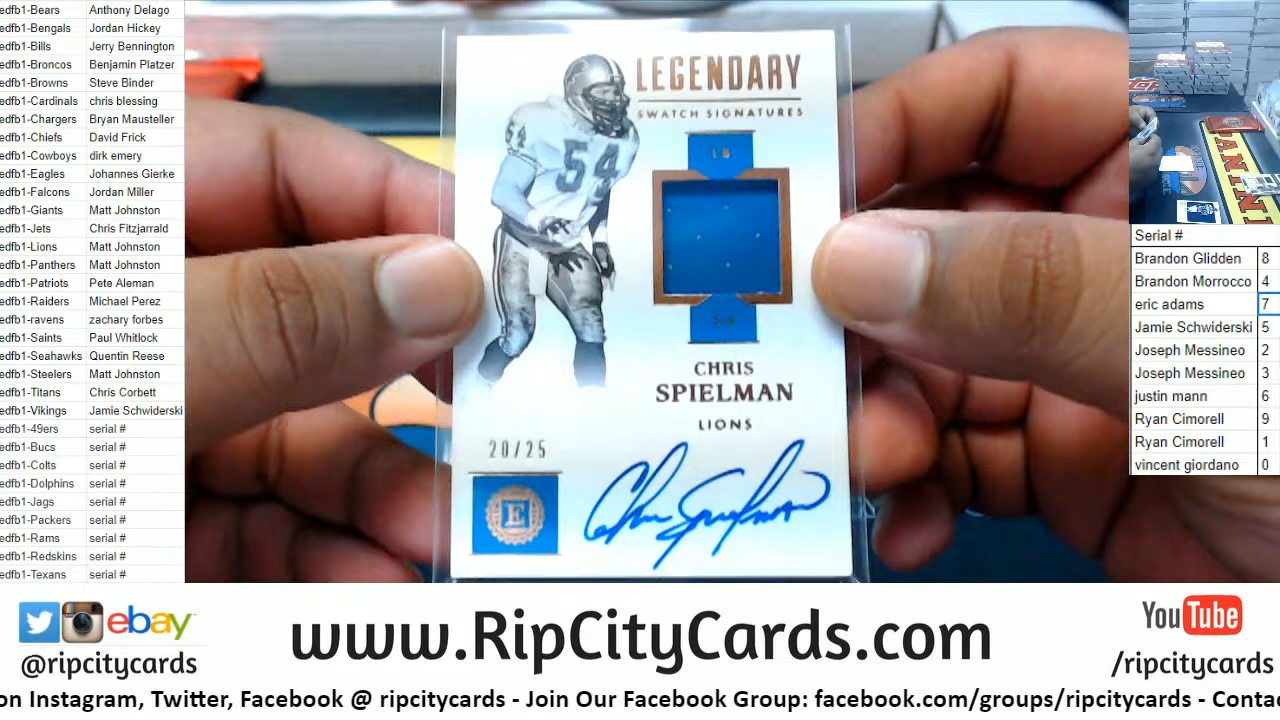 edfb1-Bears Anthony Delago
edfb1-Bengals Jordan Hickey
edfb1-Bills Jerry Bennington
edfb1-Broncos Benjamin Platzer
edfb1-Browns Steve Binder
edfb1-Cardinals chris blessing
edfb1-Chargers Bryan Mausteller
edfb1-Chiefs David Frick
edfb1-Cowboys dirk emery
edfb1-Eagles Johannes Gierke
edfb1-Falcons Jordan Miller
edfb1-Giants Matt Johnston
edfb1-Jets Chris Fitzjarrald
edfb1-Lions Matt Johnston
edfb1-Panthers Matt Johnston
edfb1-Patriots Pete Aleman
edfb1-Raiders Michael Perez
edfb1-ravens zachary forbes
edfb1-Saints Paul Whitlock
edfb1-Seahawks Quentin Reese
edfb1-Steelers Matt Johnston
edfb1-Titans Chris Corbett
edfb1-Vikings Jamie Schwiderski
edfb1-49ers serial #
edfb1-Bucs serial #
edfb1-Colts serial #
edfb1-Dolphins serial #
edfb1-Jags serial #
edfb1-Packers serial #
edfb1-Rams serial #
edfb1-Redskins serial #
edfb1-Texans serial #
LEGENDARY
SWATCH SIGNATURES
LB
54
54
CHRIS
SPIELMAN
LIONS
20/25
E
Chris Spielman
PANINI
Serial #
Brandon Glidden 8
Brandon Morrocco 4
eric adams 7
Jamie Schwiderski 5
Joseph Messineo 2
Joseph Messineo 3
justin mann 6
Ryan Cimorell 9
Ryan Cimorell 1
vincent giordano 0
ebay
@ripcitycards
www.RipCityCards.com
YouTube
/ripcitycards
on Instagram, Twitter, Facebook @ ripcitycards - Join Our Facebook Group: facebook.com/groups/ripcitycards - Contac